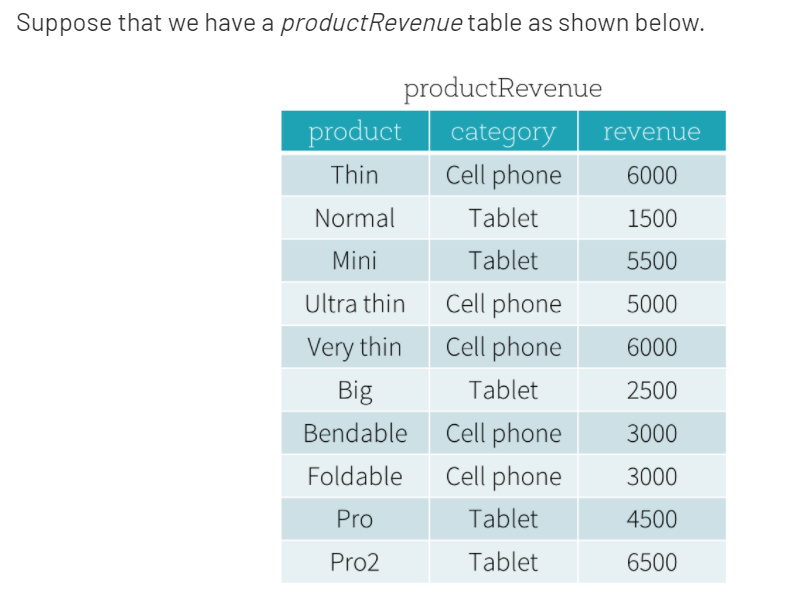 Suppose that we have a productRevenue table as shown below.
productRevenue
product category revenue
Thin Cell phone 6000
Normal Tablet 1500
Mini Tablet 5500
Ultra thin Cell phone 5000
Very thin Cell phone 6000
Big Tablet 2500
Bendable Cell phone 3000
Foldable Cell phone 3000
Pro Tablet 4500
Pro2 Tablet 6500